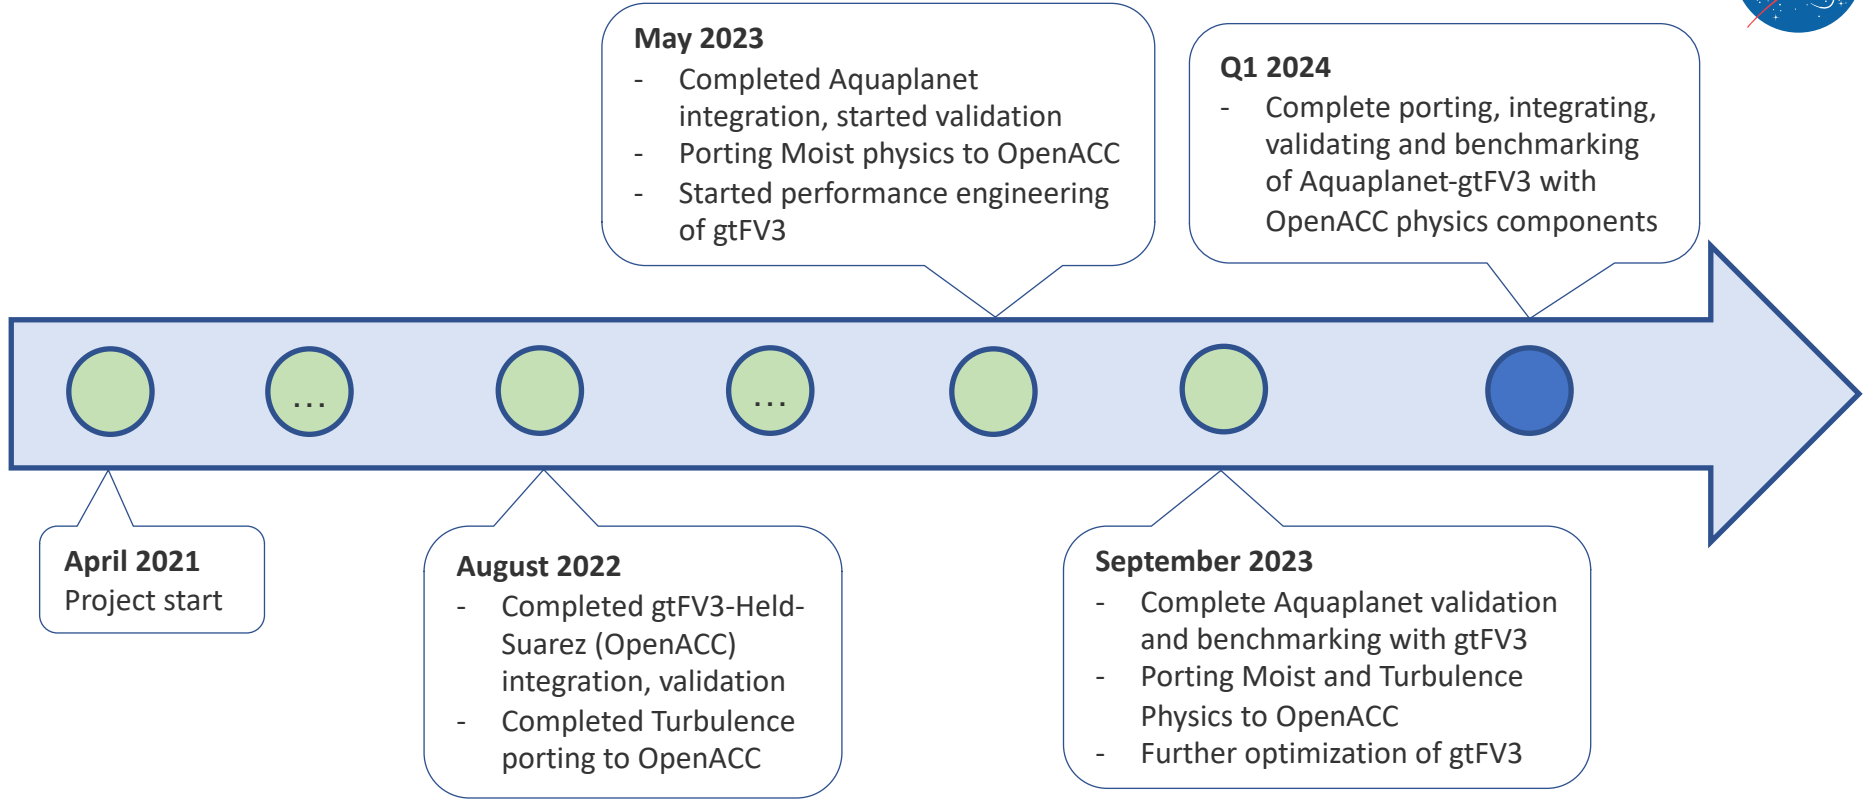 May 2023
- Completed Aquaplanet
integration, started validation
- Porting Moist physics to OpenACC
- Started performance engineering
of gtFV3
Q1 2024
- Complete porting, integrating,
validating and benchmarking
of Aquaplanet-gtFV3 with
OpenACC physics components
...
...
April 2021
Project start
August 2022
- Completed gtFV3-Held-
Suarez (OpenACC)
integration, validation
- Completed Turbulence
porting to OpenACC
September 2023
- Complete Aquaplanet validation
and benchmarking with gtFV3
- Porting Moist and Turbulence
Physics to OpenACC
- Further optimization of gtFV3